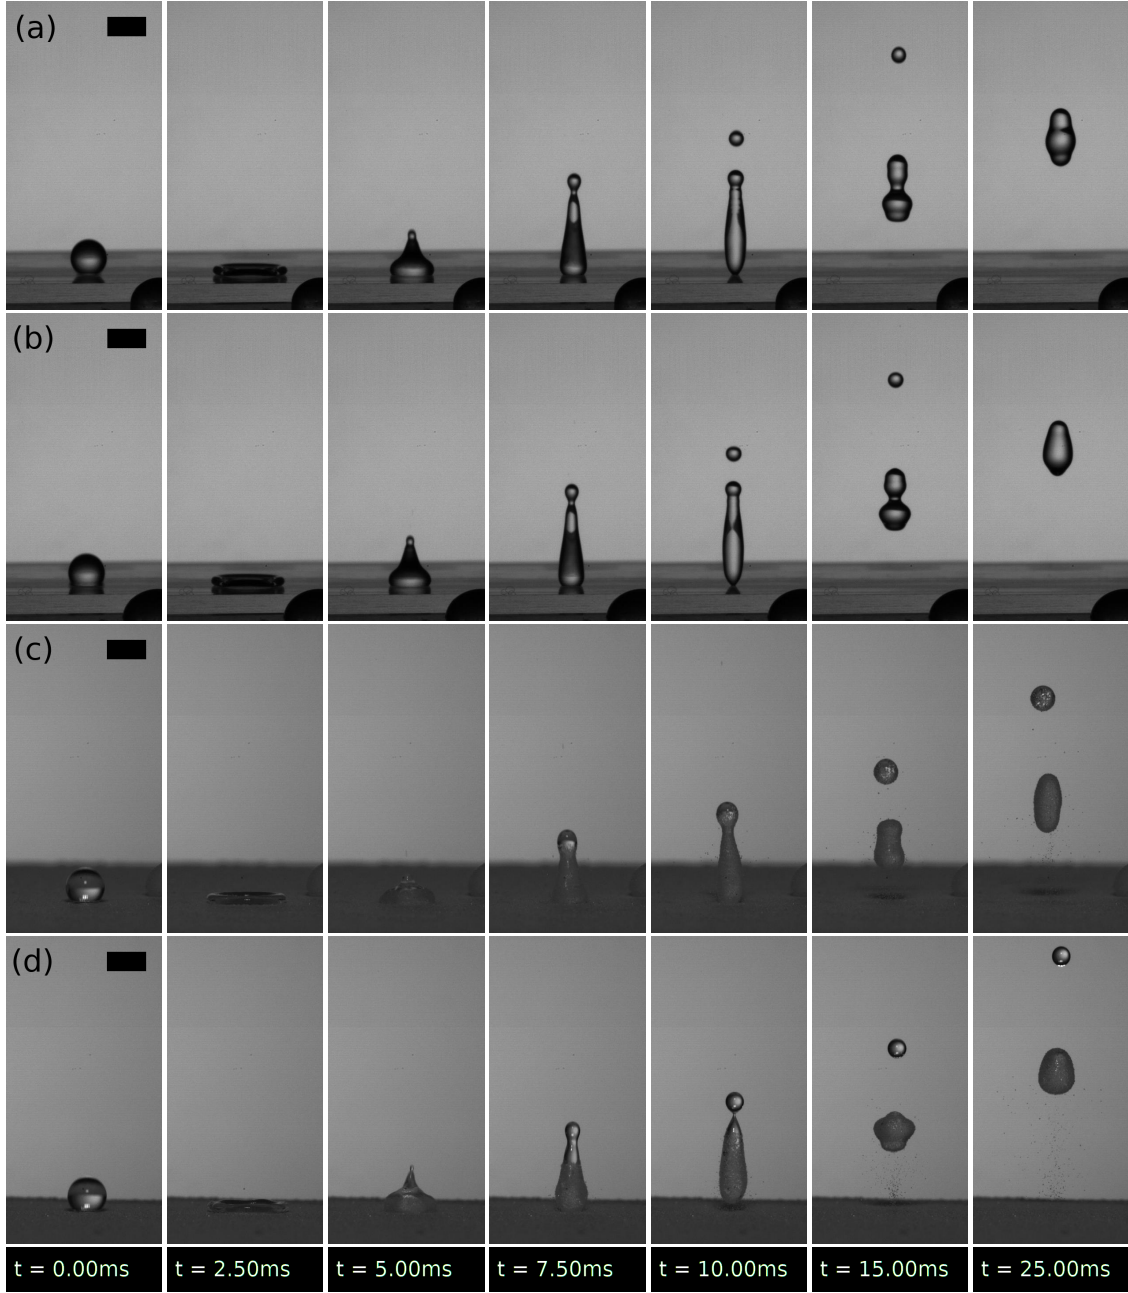 (a)
(b)
(c)
(d)
t = 0.00ms t = 2.50ms t = 5.00ms t = 7.50ms t = 10.00ms t = 15.00ms t = 25.00ms